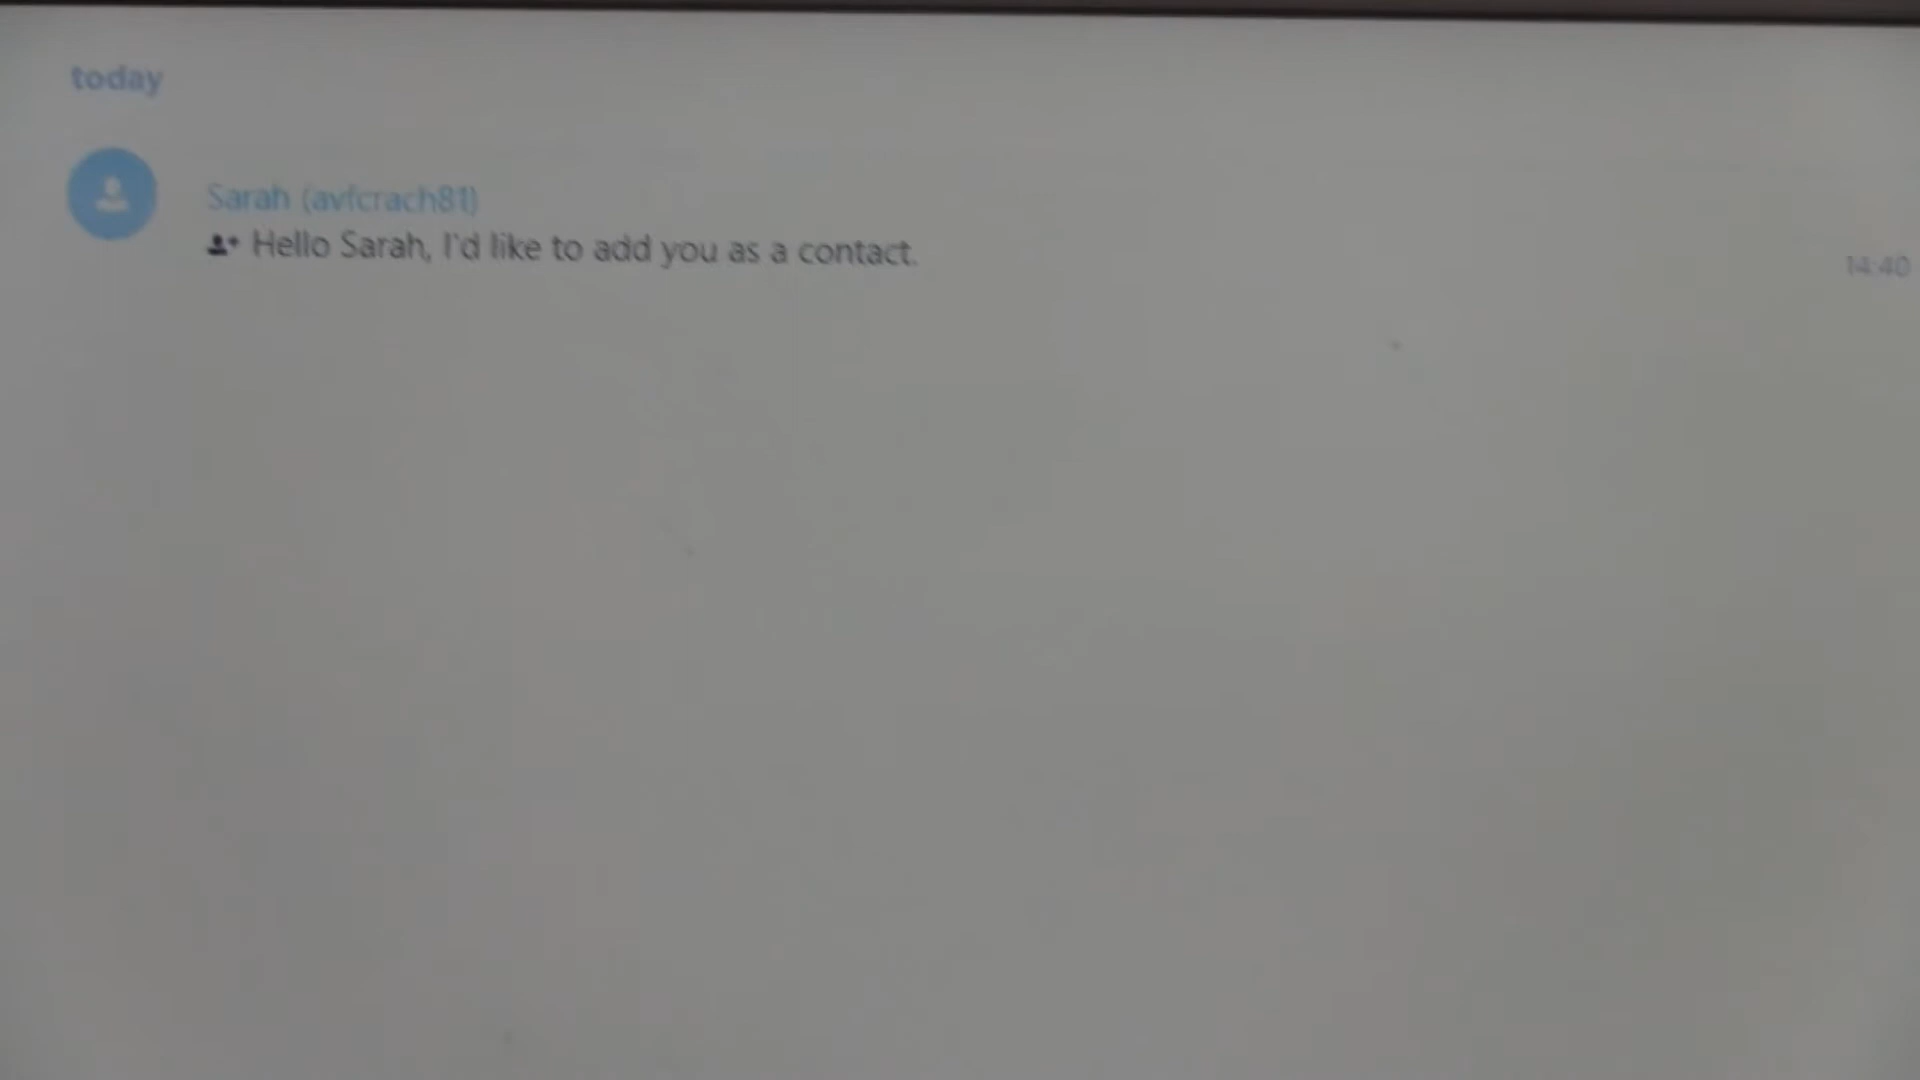 today
Sarah (avfcrach81)
Hello Sarah, I'd like to add you as a contact.
14:40